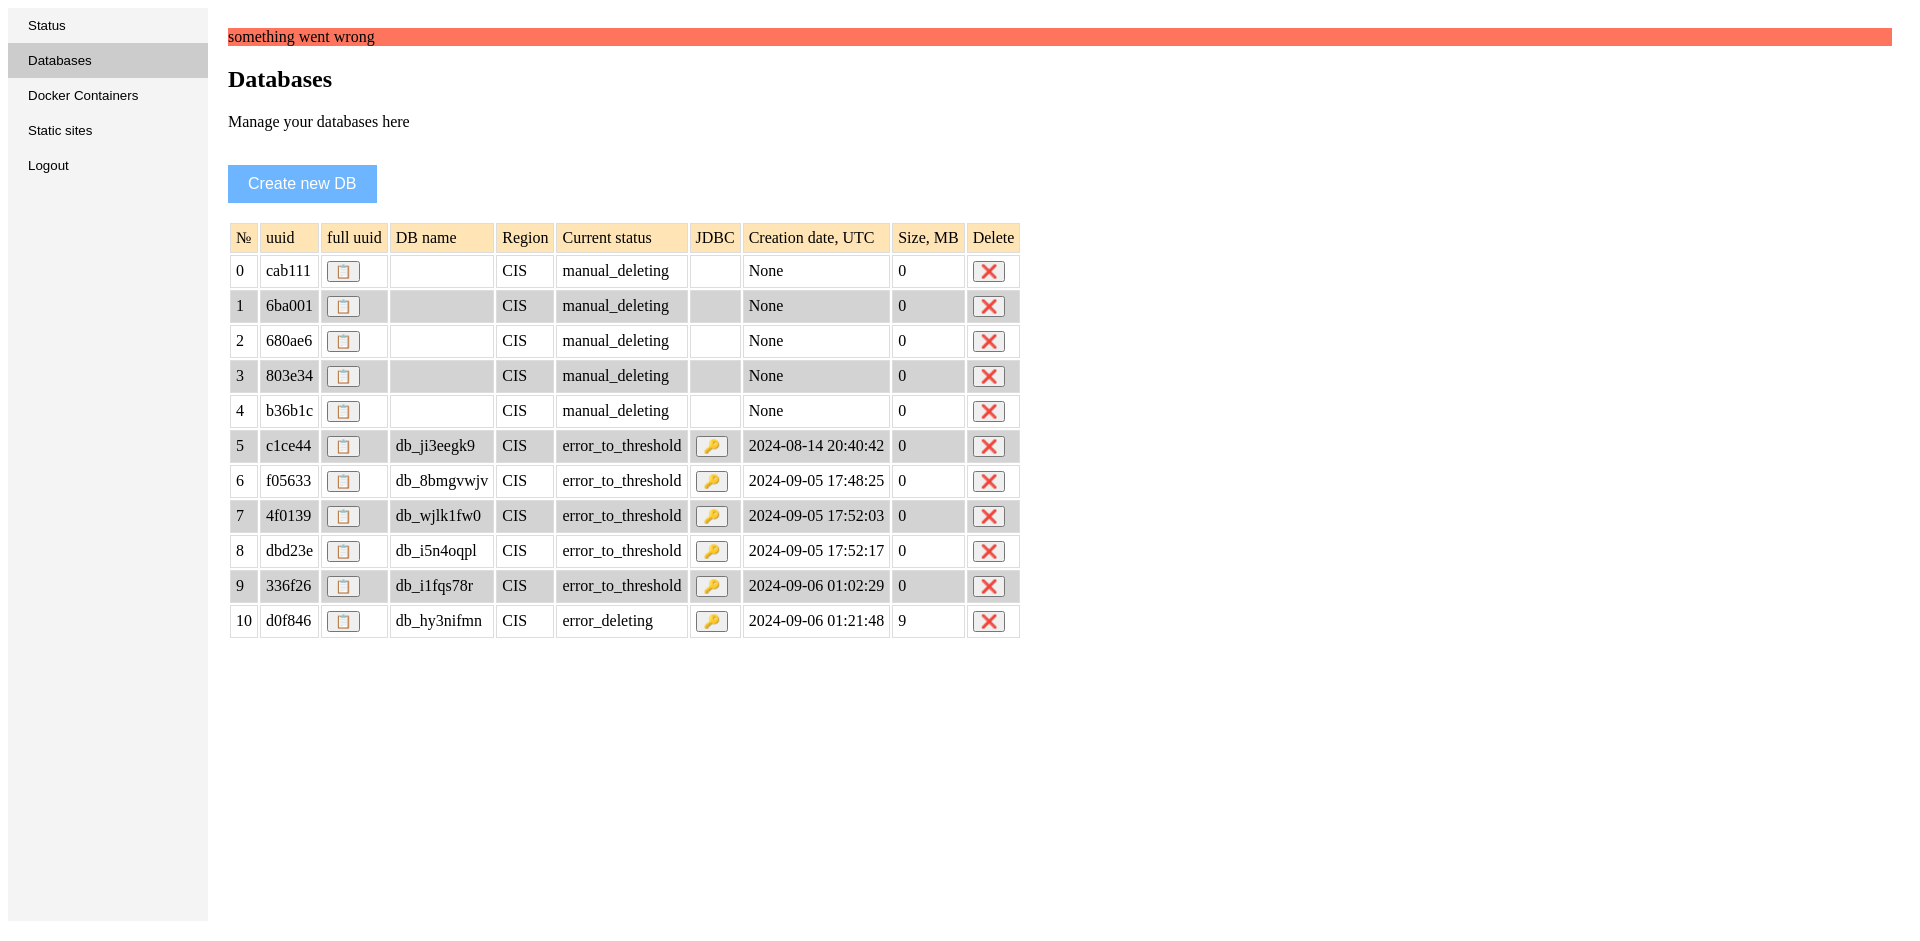 Status
Databases
Docker Containers
Static sites
Logout
something went wrong
Databases
Manage your databases here
Create new DB
№ uuid full uuid DB name Region Current status JDBC Creation date, UTC Size, MB Delete
0 cab111 CIS manual_deleting None 0
1 6ba001 CIS manual_deleting None 0
2 680ae6 CIS manual_deleting None 0
3 803e34 CIS manual_deleting None 0
4 b36b1c CIS manual_deleting None 0
5 c1ce44 db_ji3eegk9 CIS error_to_threshold 2024-08-14 20:40:42 0
6 f05633 db_8bmgvwjv CIS error_to_threshold 2024-09-05 17:48:25 0
7 4f0139 db_wjlk1fw0 CIS error_to_threshold 2024-09-05 17:52:03 0
8 dbd23e db_i5n4oqpl CIS error_to_threshold 2024-09-05 17:52:17 0
9 336f26 db_i1fqs78r CIS error_to_threshold 2024-09-06 01:02:29 0
10 d0f846 db_hy3nifmn CIS error_deleting 2024-09-06 01:21:48 9